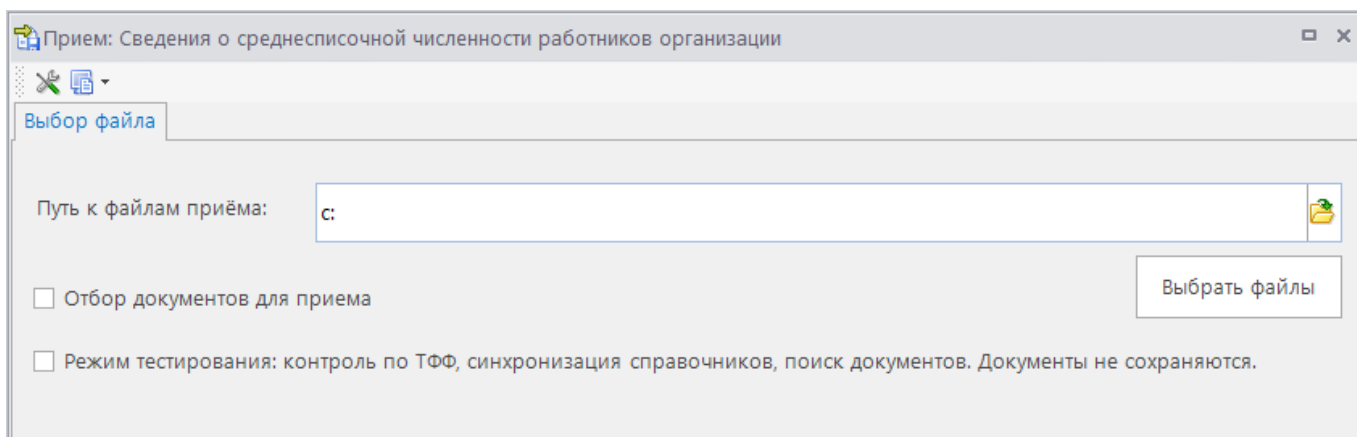 Прием: Сведения о среднесписочной численности работников организации
Выбор файла
Путь к файлам приёма:
c:
Выбрать файлы
Отбор документов для приема
Режим тестирования: контроль по ТФФ, синхронизация справочников, поиск документов. Документы не сохраняются.